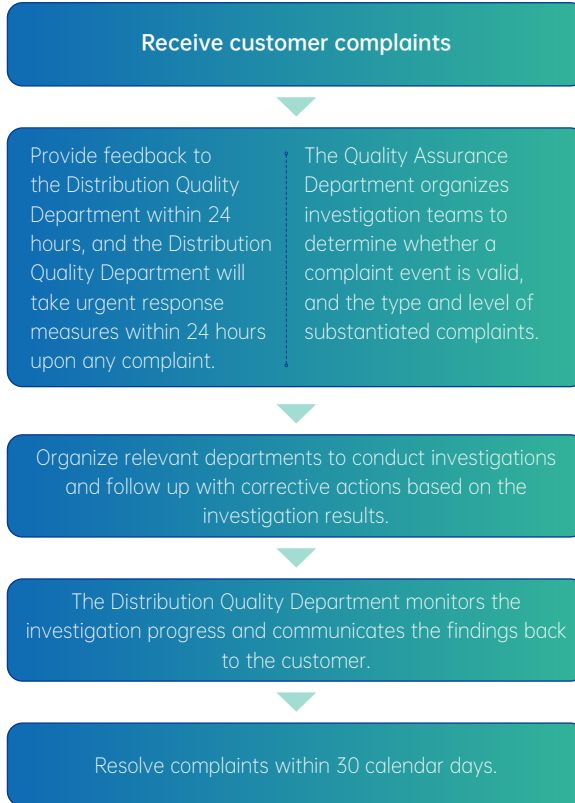 Receive customer complaints
Provide feedback to
the Distribution Quality
Department within 24
hours, and the Distribution
Quality Department will
take urgent response
measures within 24 hours
upon any complaint.
The Quality Assurance
Department organizes
investigation teams to
determine whether a
complaint event is valid,
and the type and level of
substantiated complaints.
Organize relevant departments to conduct investigations
and follow up with corrective actions based on the
investigation results.
The Distribution Quality Department monitors the
investigation progress and communicates the findings back
to the customer.
Resolve complaints within 30 calendar days.